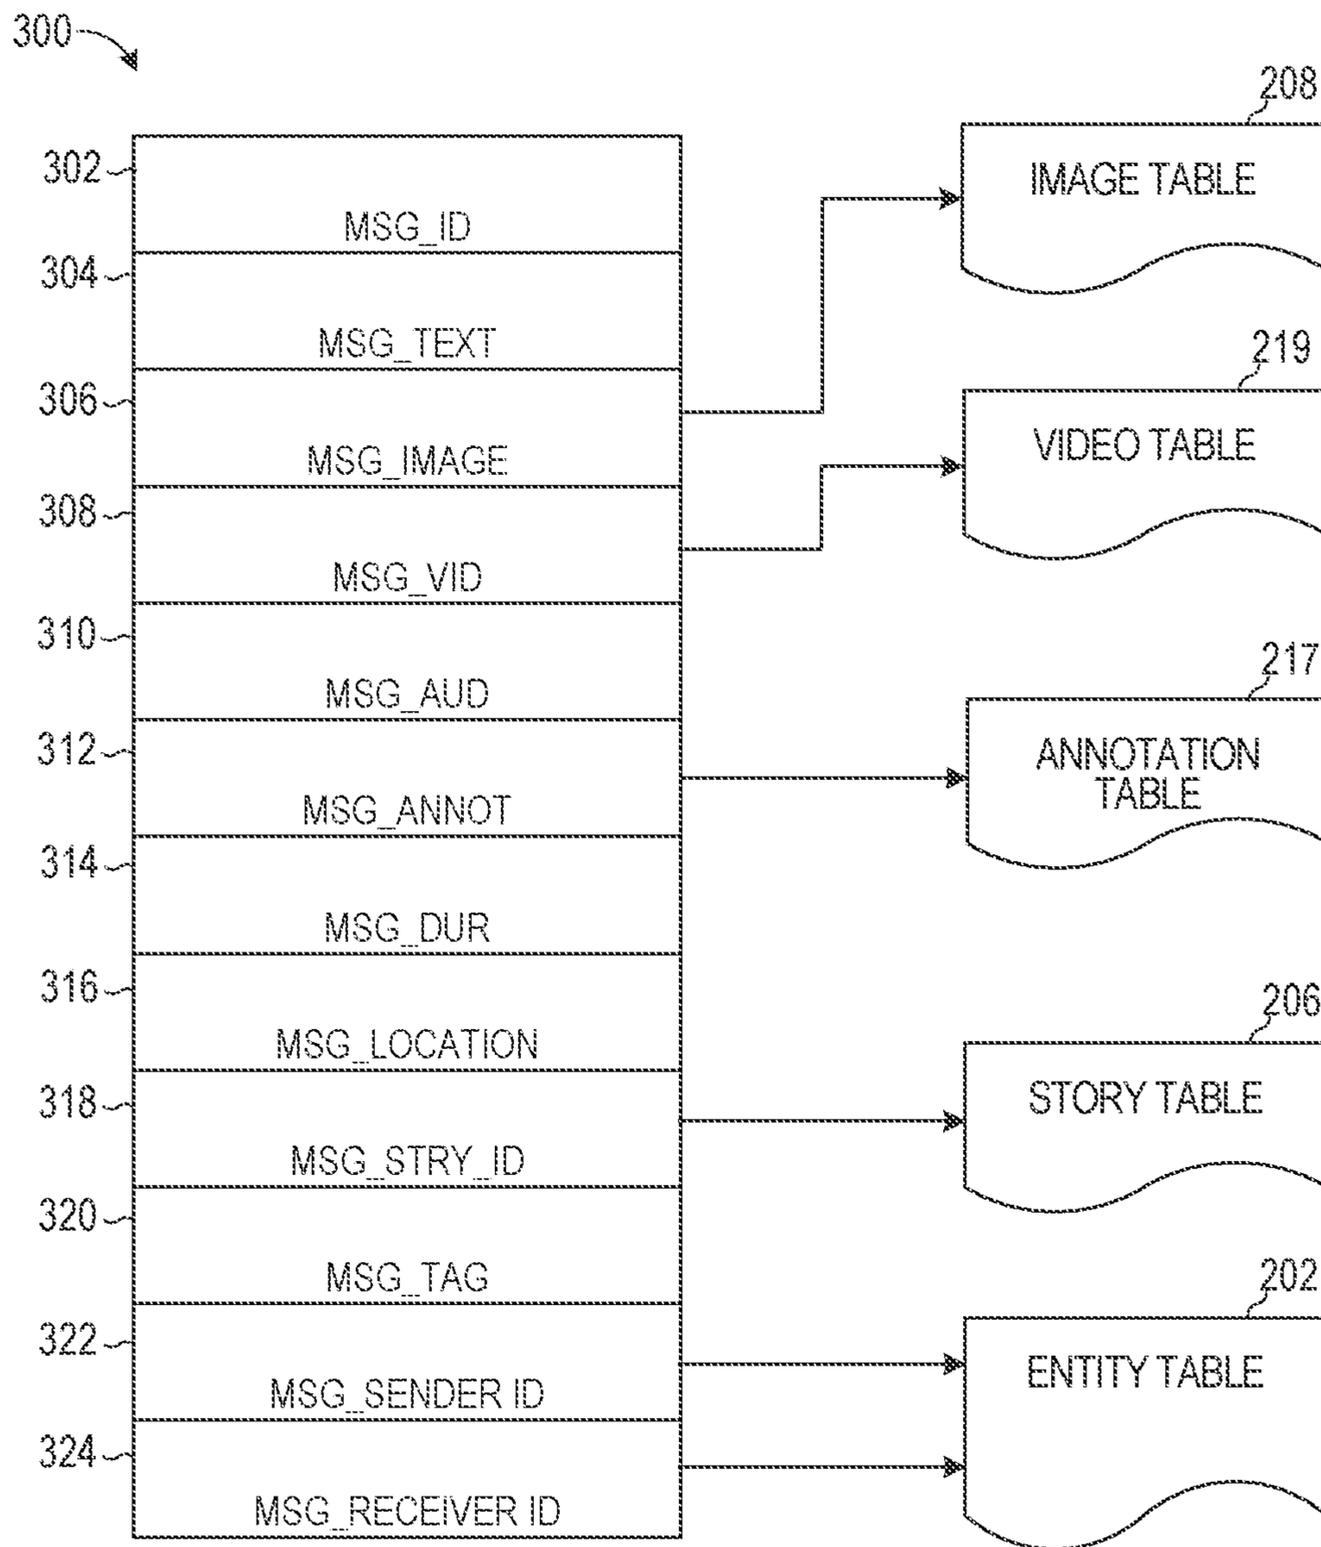 300
208
302
IMAGE TABLE
MSG_ID
304
MSG_TEXT
219
306
VIDEO TABLE
MSG_IMAGE
308
MSG_VID
310
217
MSG_AUD
312
ANNOTATION
TABLE
MSG_ANNOT
314
MSG_DUR
316
206
MSG_LOCATION
318
STORY TABLE
MSG_STRY_ID
320
202
MSG_TAG
322
ENTITY TABLE
MSG_SENDER ID
324
MSG_RECEIVER ID